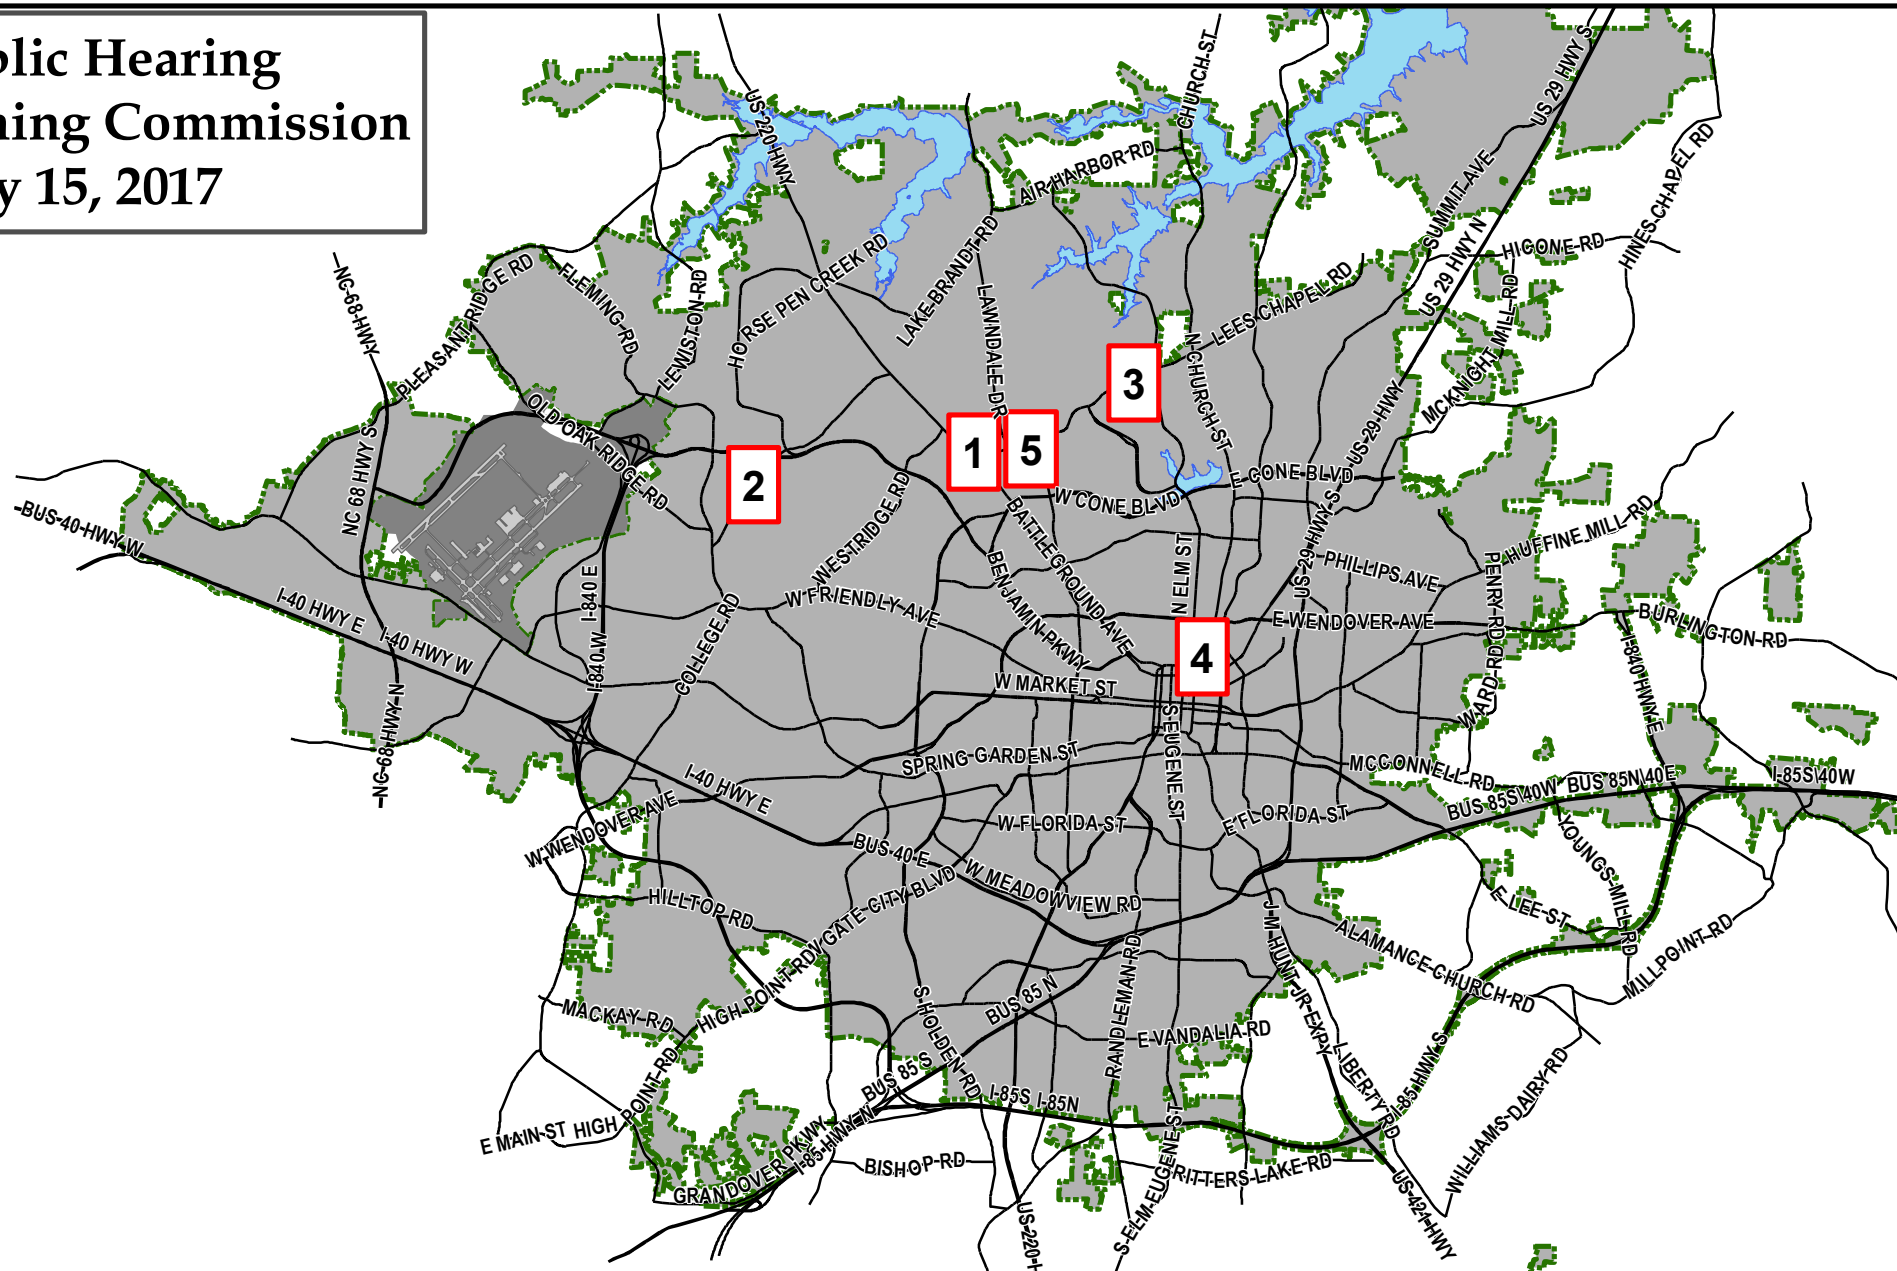 blic Hearing
ning Commission
y 15, 2017
US 220 HWY
CHURCH ST
US 29 HWY S
AIR HARBOR RD
SUMMIT AVE
HINES CHAPEL RD
US 29 HWY N
HICONE RD
NC 68 HWY
PLEASANT RIDGE RD
FLEMING RD
LEWISTON RD
HORSE PEN CREEK RD
LAKE BRANDT RD
LAWNDALE DR
LEES CHAPEL RD
N CHURCH ST
US 29 HWY
MCKNIGHT MILL RD
OLD OAK RIDGE RD
NC 68 HWY S
1
2
3
5
W CONE BLVD
E CONE BLVD
BUS 40 HWY W
WESTRIDGE RD
BATTLEGROUND AVE
BENJAMIN PKWY
N ELM ST
US 29 HWY S
PHILLIPS AVE
HUFFINE MILL RD
PENRY RD
I-40 HWY E
I-40 HWY W
I-840 E
I-840 W
COLLEGE RD
W FRIENDLY AVE
E WENDOVER AVE
BURLINGTON RD
I-840 HWY E
4
WARD RD
W MARKET ST
NC 68 HWY N
S EUGENE ST
SPRING GARDEN ST
I-40 HWY E
MCCONNELL RD
BUS 85S\40W
BUS 85N\40E
I-85S\40W
W WENDOVER AVE
W FLORIDA ST
E FLORIDA ST
BUS 40 E
YOUNGS MILL RD
HILLTOP RD
W GATE CITY BLVD
W MEADOWVIEW RD
E LEE ST
ALAMANCE CHURCH RD
MILLPOINT RD
J M HUNT JR EXPY
HIGH POINT RD
MACKAY RD
S HOLDEN RD
BUS 85 N
RANDLEMAN RD
E VANDALIA RD
BUS 85 S
I-85S
I-85N
LIBERTY RD
I-85 HWY S
WILLIAMS DAIRY RD
E MAIN ST
HIGH POINT RD
GRANDOVER PKWY
I-85 HWY N
BISHOP RD
S ELM-EUGENE ST
RITTERS LAKE RD
US 421 HWY